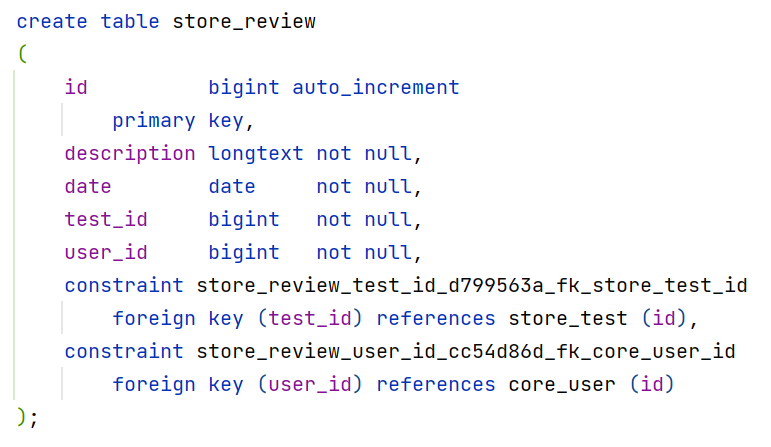 create table store_review
(
    id          bigint auto_increment
        primary key,
    description longtext not null,
    date        date     not null,
    test_id     bigint   not null,
    user_id     bigint   not null,
    constraint store_review_test_id_d799563a_fk_store_test_id
        foreign key (test_id) references store_test (id),
    constraint store_review_user_id_cc54d86d_fk_core_user_id
        foreign key (user_id) references core_user (id)
);